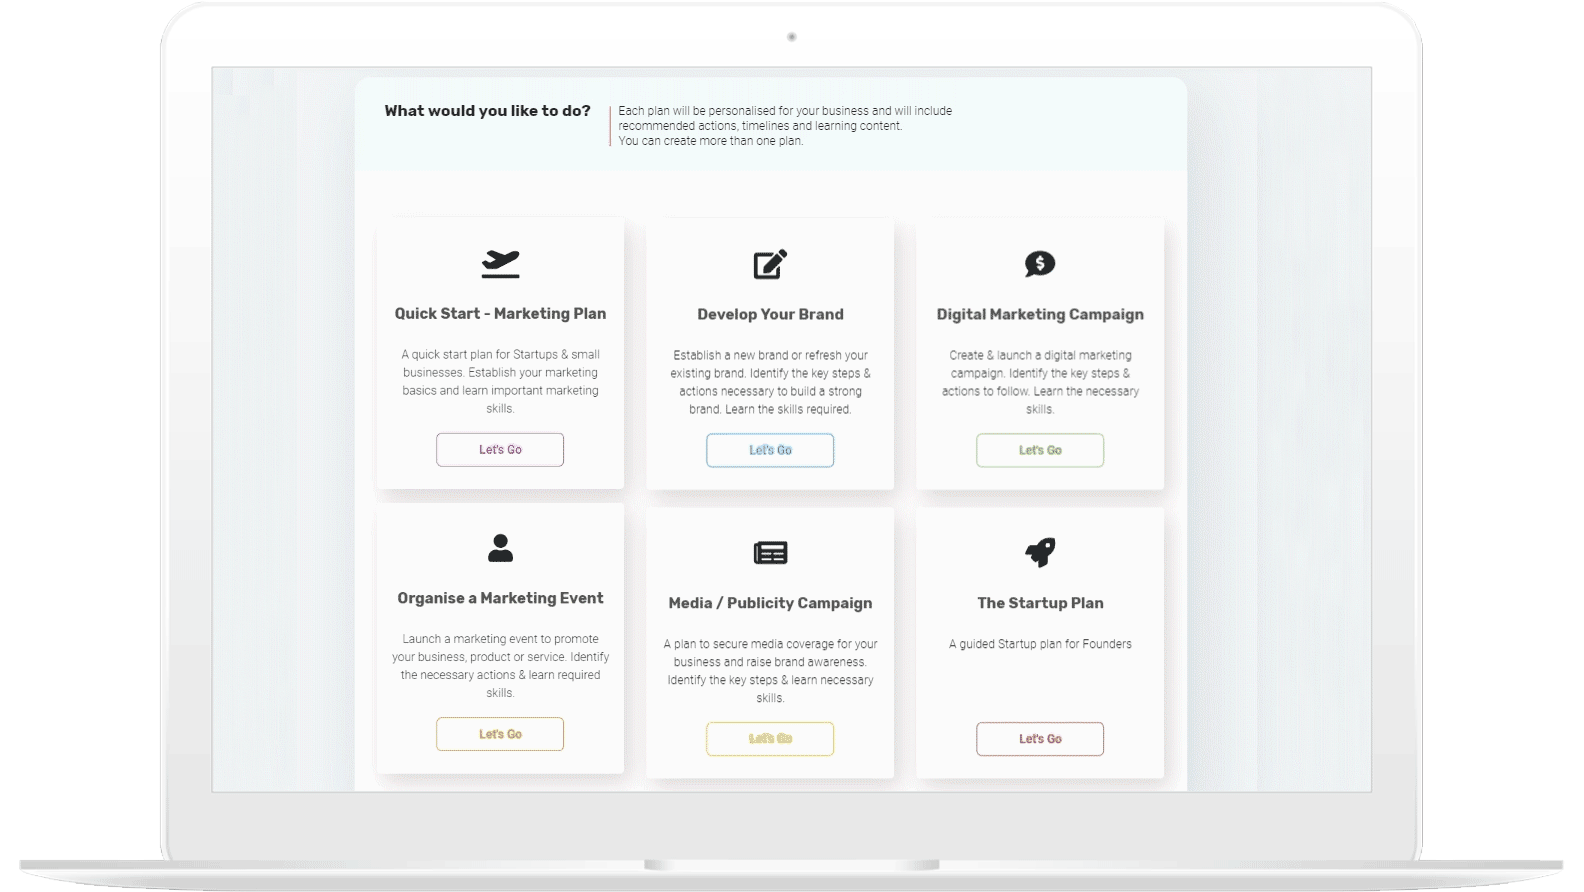 What would you like to do?
Each plan will be personalised for your business and will include
recommended actions, timelines and learning content.
You can create more than one plan.
Quick Start - Marketing Plan
A quick start plan for Startups & small
businesses. Establish your marketing
basics and learn important marketing
skills.
Let's Go
Develop Your Brand
Establish a new brand or refresh your
existing brand. Identify the key steps &
actions necessary to build a strong
brand. Learn the skills required.
Let's Go
Digital Marketing Campaign
Create & launch a digital marketing
campaign. Identify the key steps &
actions to follow. Learn the necessary
skills.
Let's Go
Organise a Marketing Event
Launch a marketing event to promote
your business, product or service. Identify
the necessary actions & learn required
skills.
Let's Go
Media / Publicity Campaign
A plan to secure media coverage for your
business and raise brand awareness.
Identify the key steps & learn necessary
skills.
Let's Go
The Startup Plan
A guided Startup plan for Founders
Let's Go